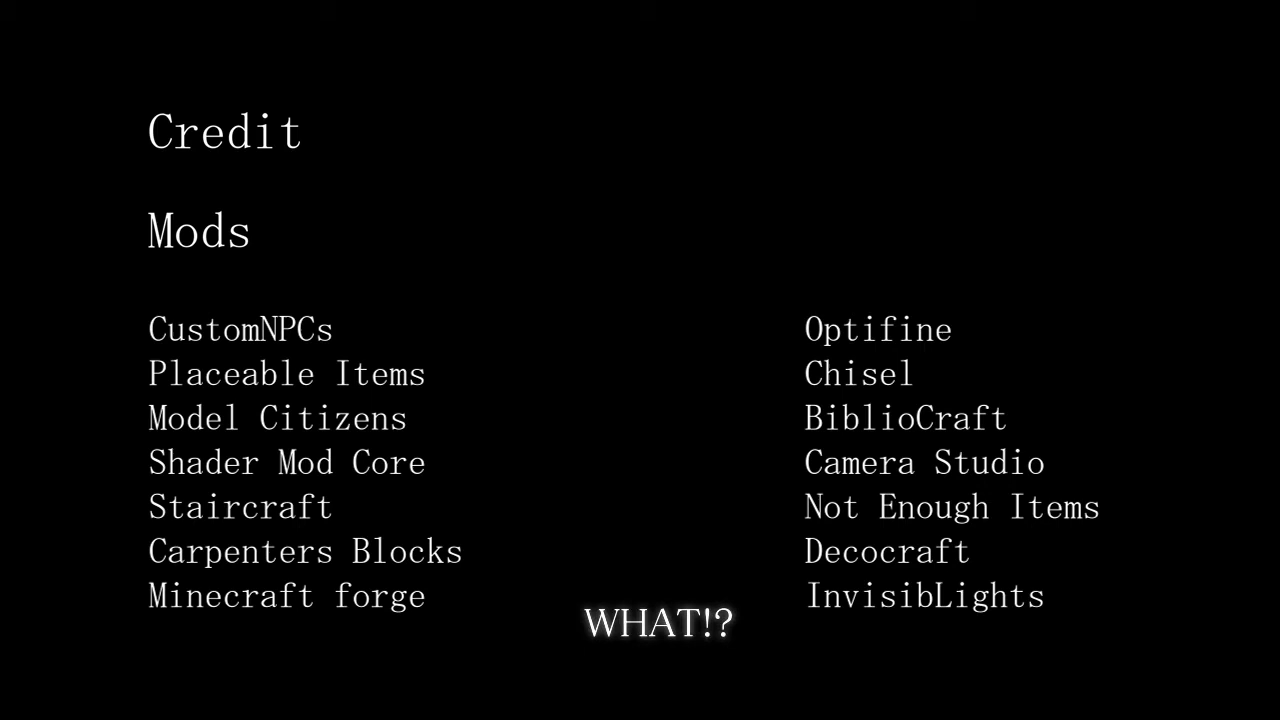 Credit
Mods
CustomNPCs
Placeable Items
Model Citizens
Shader Mod Core
Staircraft
Carpenters Blocks
Minecraft forge
Optifine
Chisel
BiblioCraft
Camera Studio
Not Enough Items
Decocraft
InvisibLights
WHAT!?